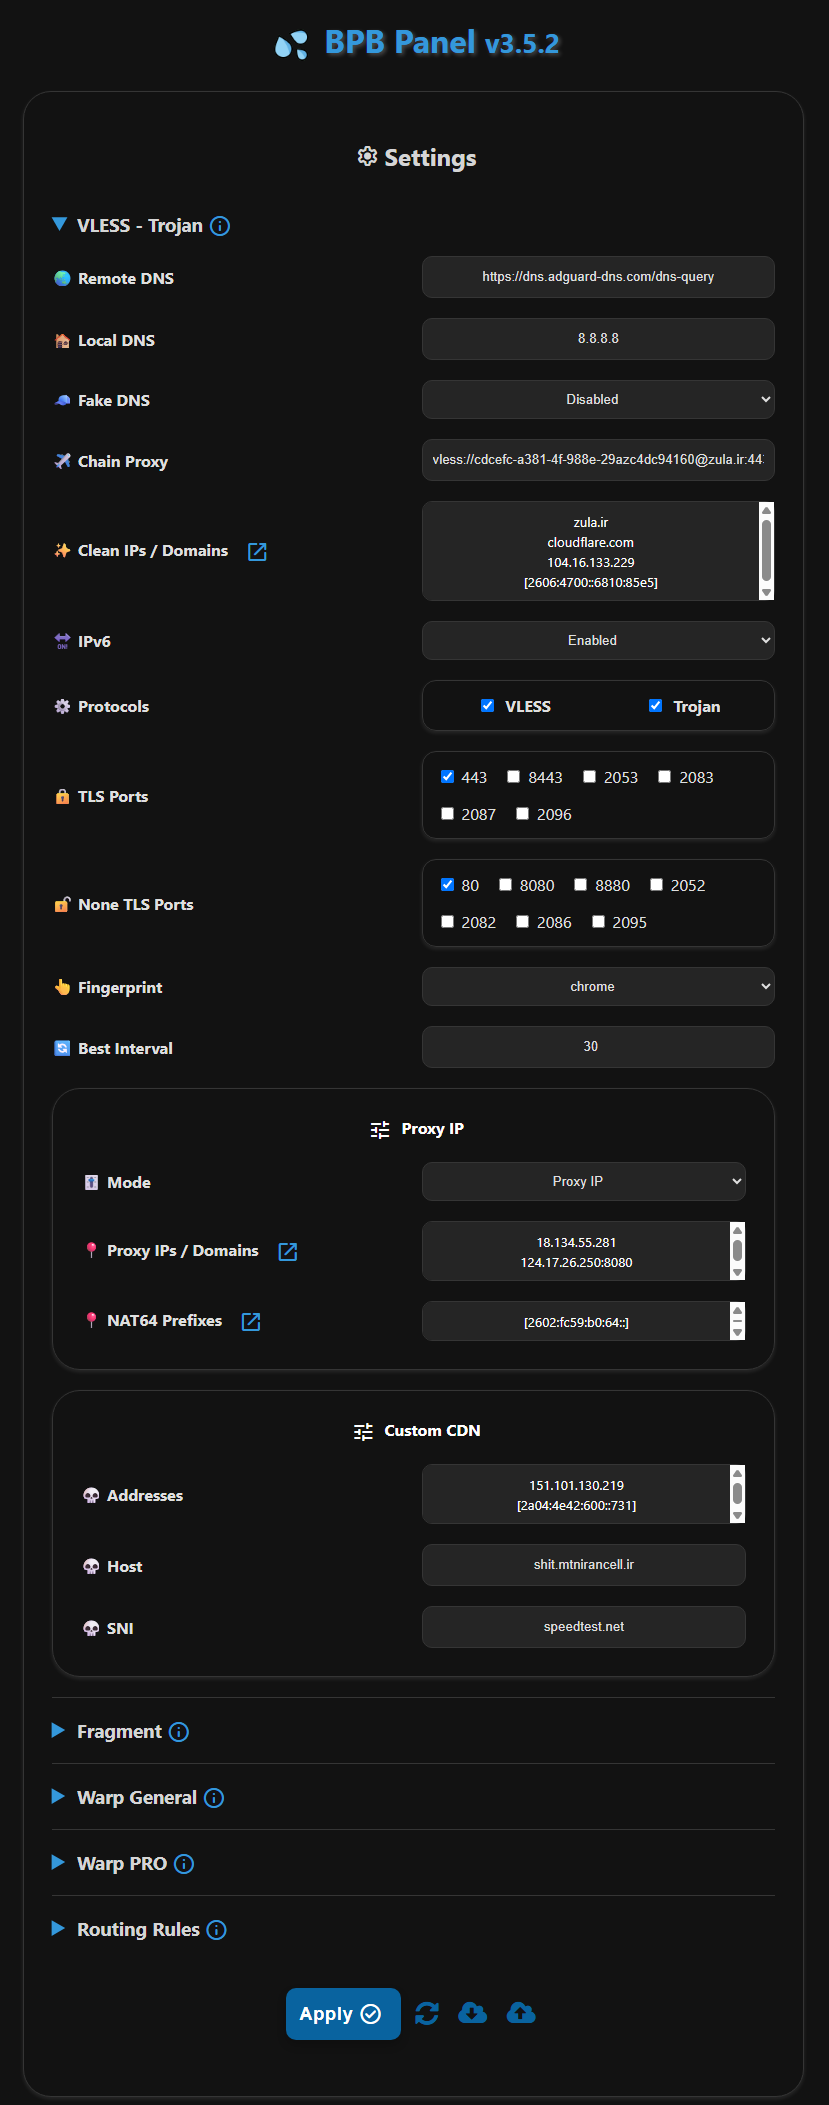 BPB Panel v3.5.2
Settings
VLESS - Trojan
Remote DNS
https://dns.adguard-dns.com/dns-query
Local DNS
8.8.8.8
Fake DNS
Disabled
Chain Proxy
vless://cdcefc-a381-4f-988e-29azc4dc94160@zula.ir:443
Clean IPs / Domains
zula.ir
cloudflare.com
104.16.133.229
[2606:4700::6810:85e5]
ON!
IPv6
Enabled
Protocols
VLESS Trojan
TLS Ports
443 8443 2053 2083
2087 2096
None TLS Ports
80 8080 8880 2052
2082 2086 2095
Fingerprint
chrome
Best Interval
30
Proxy IP
Mode
Proxy IP
Proxy IPs / Domains
18.134.55.281
124.17.26.250:8080
NAT64 Prefixes
[2602:fc59:b0:64::]
Custom CDN
Addresses
151.101.130.219
[2a04:4e42:600::731]
Host
shit.mtnirancell.ir
SNI
speedtest.net
Fragment
Warp General
Warp PRO
Routing Rules
Apply